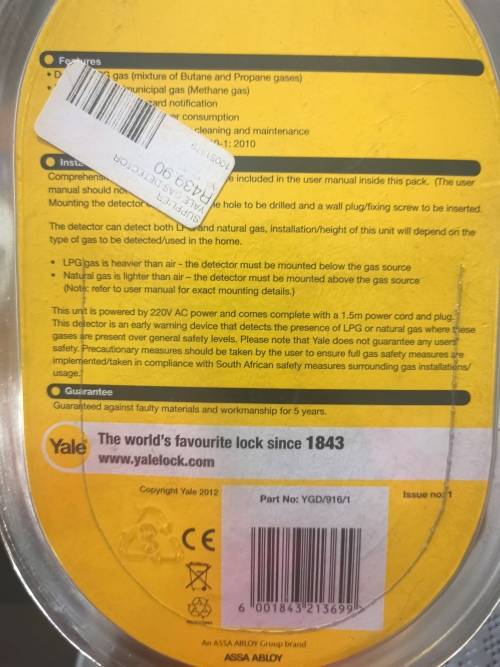 Features
gas (mixture of Butane and Propane gases)
municipal gas (Methane gas)
notification
consumption
cleaning and maintenance
-1: 2010
SUPPLIER
YALE GAS DETECTOR
R439.90
included in the user manual inside this pack. (The user
manual should
Mounting the detector hole to be drilled and a wall plug/fixing screw to be inserted.
The detector can detect both and natural gas, installation/height of this unit will depend on the
type of gas to be detected/used in the home.
• LPG gas is heavier than air - the detector must be mounted below the gas source
• Natural gas is lighter than air – the detector must be mounted above the gas source
(Note: refer to user manual for exact mounting details.)
This unit is powered by 220V AC power and comes complete with a 1.5m power cord and plug.
This detector is an early warning device that detects the presence of LPG or natural gas where these
gases are present over general safety levels. Please note that Yale does not guarantee any users'
safety. Precautionary measures should be taken by the user to ensure full gas safety measures are
implemented/taken in compliance with South African safety measures surrounding gas installations/
usage.
Guarantee
Guaranteed against faulty materials and workmanship for 5 years.
Yale
The world's favourite lock since 1843
www.yalelock.com
Copyright Yale 2012
Part No: YGD/916/1
Issue no: 1
CE
6 001843 213699
An ASSA ABLOY Group brand
ASSA ABLOY